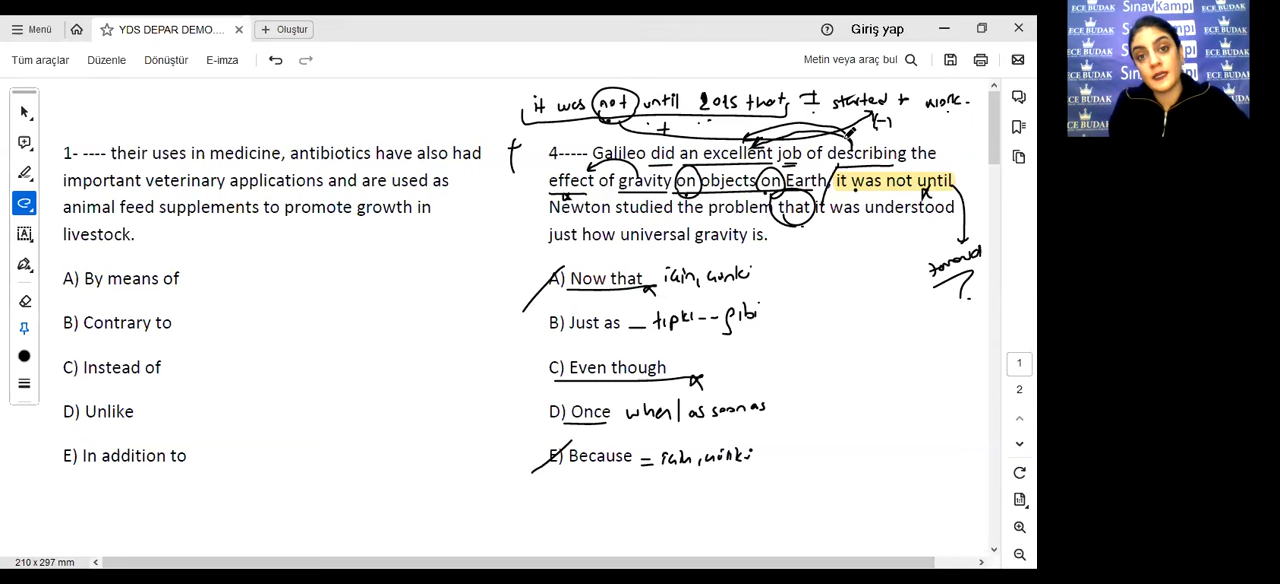 Menü
YDS DEPAR DEMO....
Oluştur
Giriş yap
Tüm araçlar
Düzenle
Dönüştür
E-imza
Metin veya araç bul
it was not until 2015 that, I started to work.
+
(-)
1- ---- their uses in medicine, antibiotics have also had
important veterinary applications and are used as
animal feed supplements to promote growth in
livestock.
A) By means of
B) Contrary to
C) Instead of
D) Unlike
E) In addition to
4----- Galileo did an excellent job of describing the
effect of gravity on objects on Earth, it was not until
Newton studied the problem that it was understood
just how universal gravity is.
A) Now that için, çünkü
B) Just as tıpkı -- gibi
C) Even though
D) Once when / as soon as
E) Because = için, çünkü
?
1
2
210 x 297 mm
ECE BUDAK
SınavKampı
ECE BUDAK